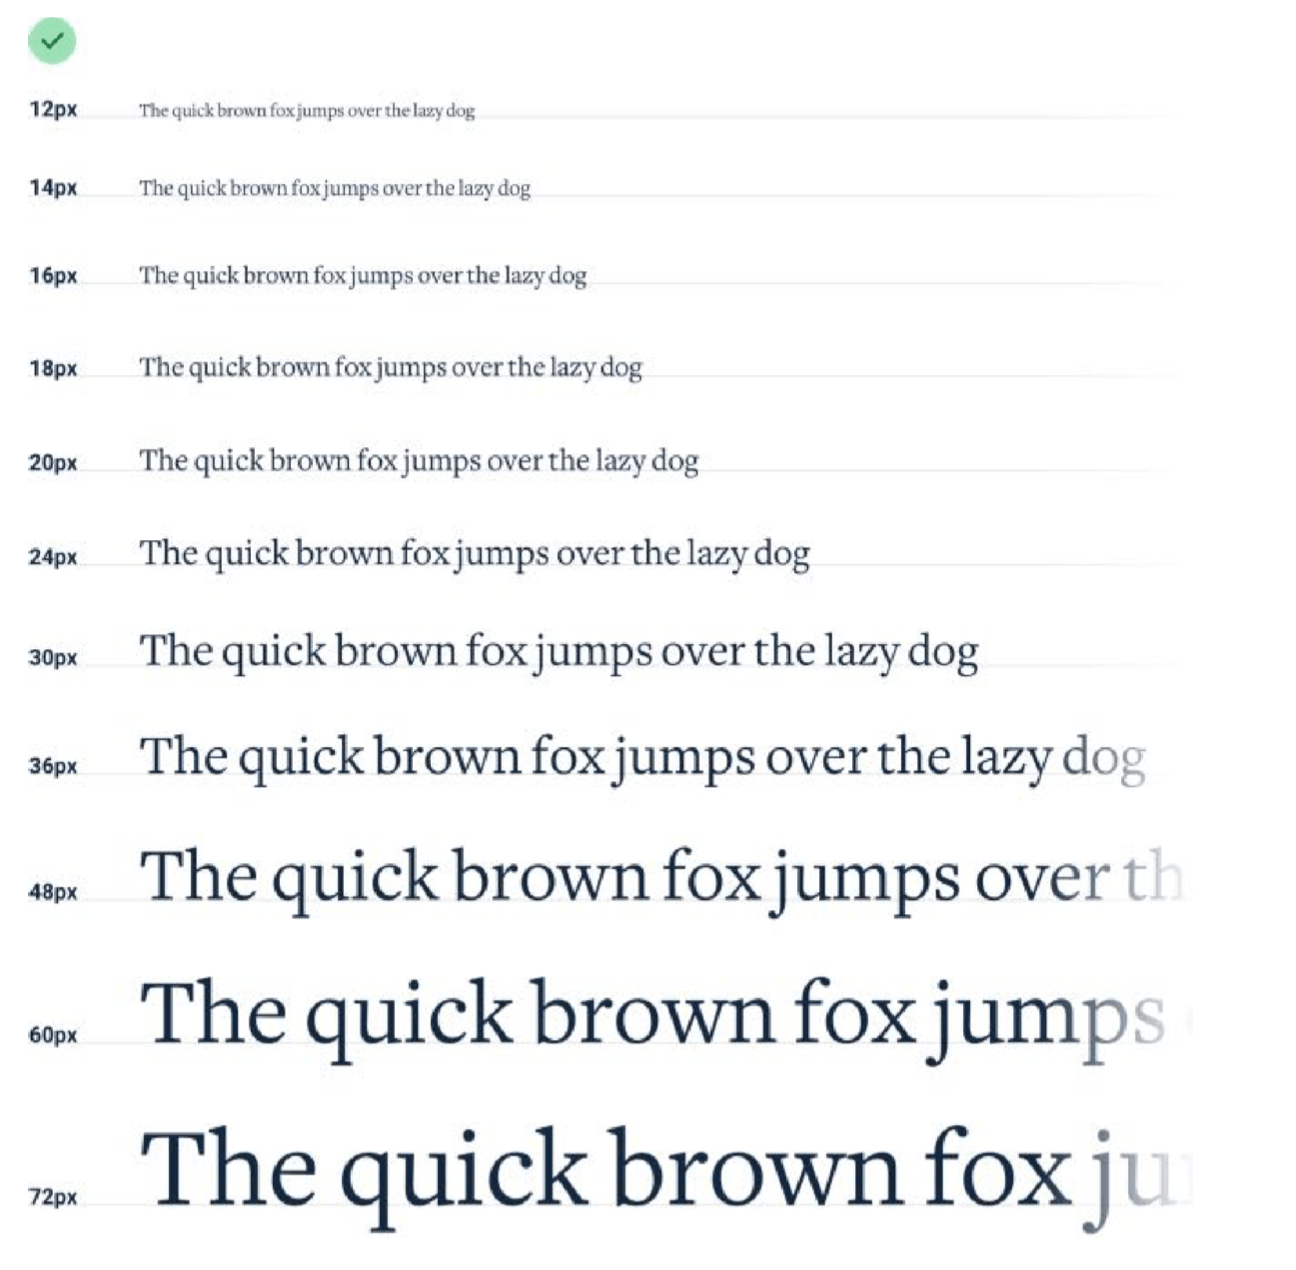 12px The quick brown fox jumps over the lazy dog
14px The quick brown fox jumps over the lazy dog
16px The quick brown fox jumps over the lazy dog
18px The quick brown fox jumps over the lazy dog
20px The quick brown fox jumps over the lazy dog
24px The quick brown fox jumps over the lazy dog
30px The quick brown fox jumps over the lazy dog
36px The quick brown fox jumps over the lazy dog
48px The quick brown fox jumps over th
60px The quick brown fox jumps
72px The quick brown fox ju